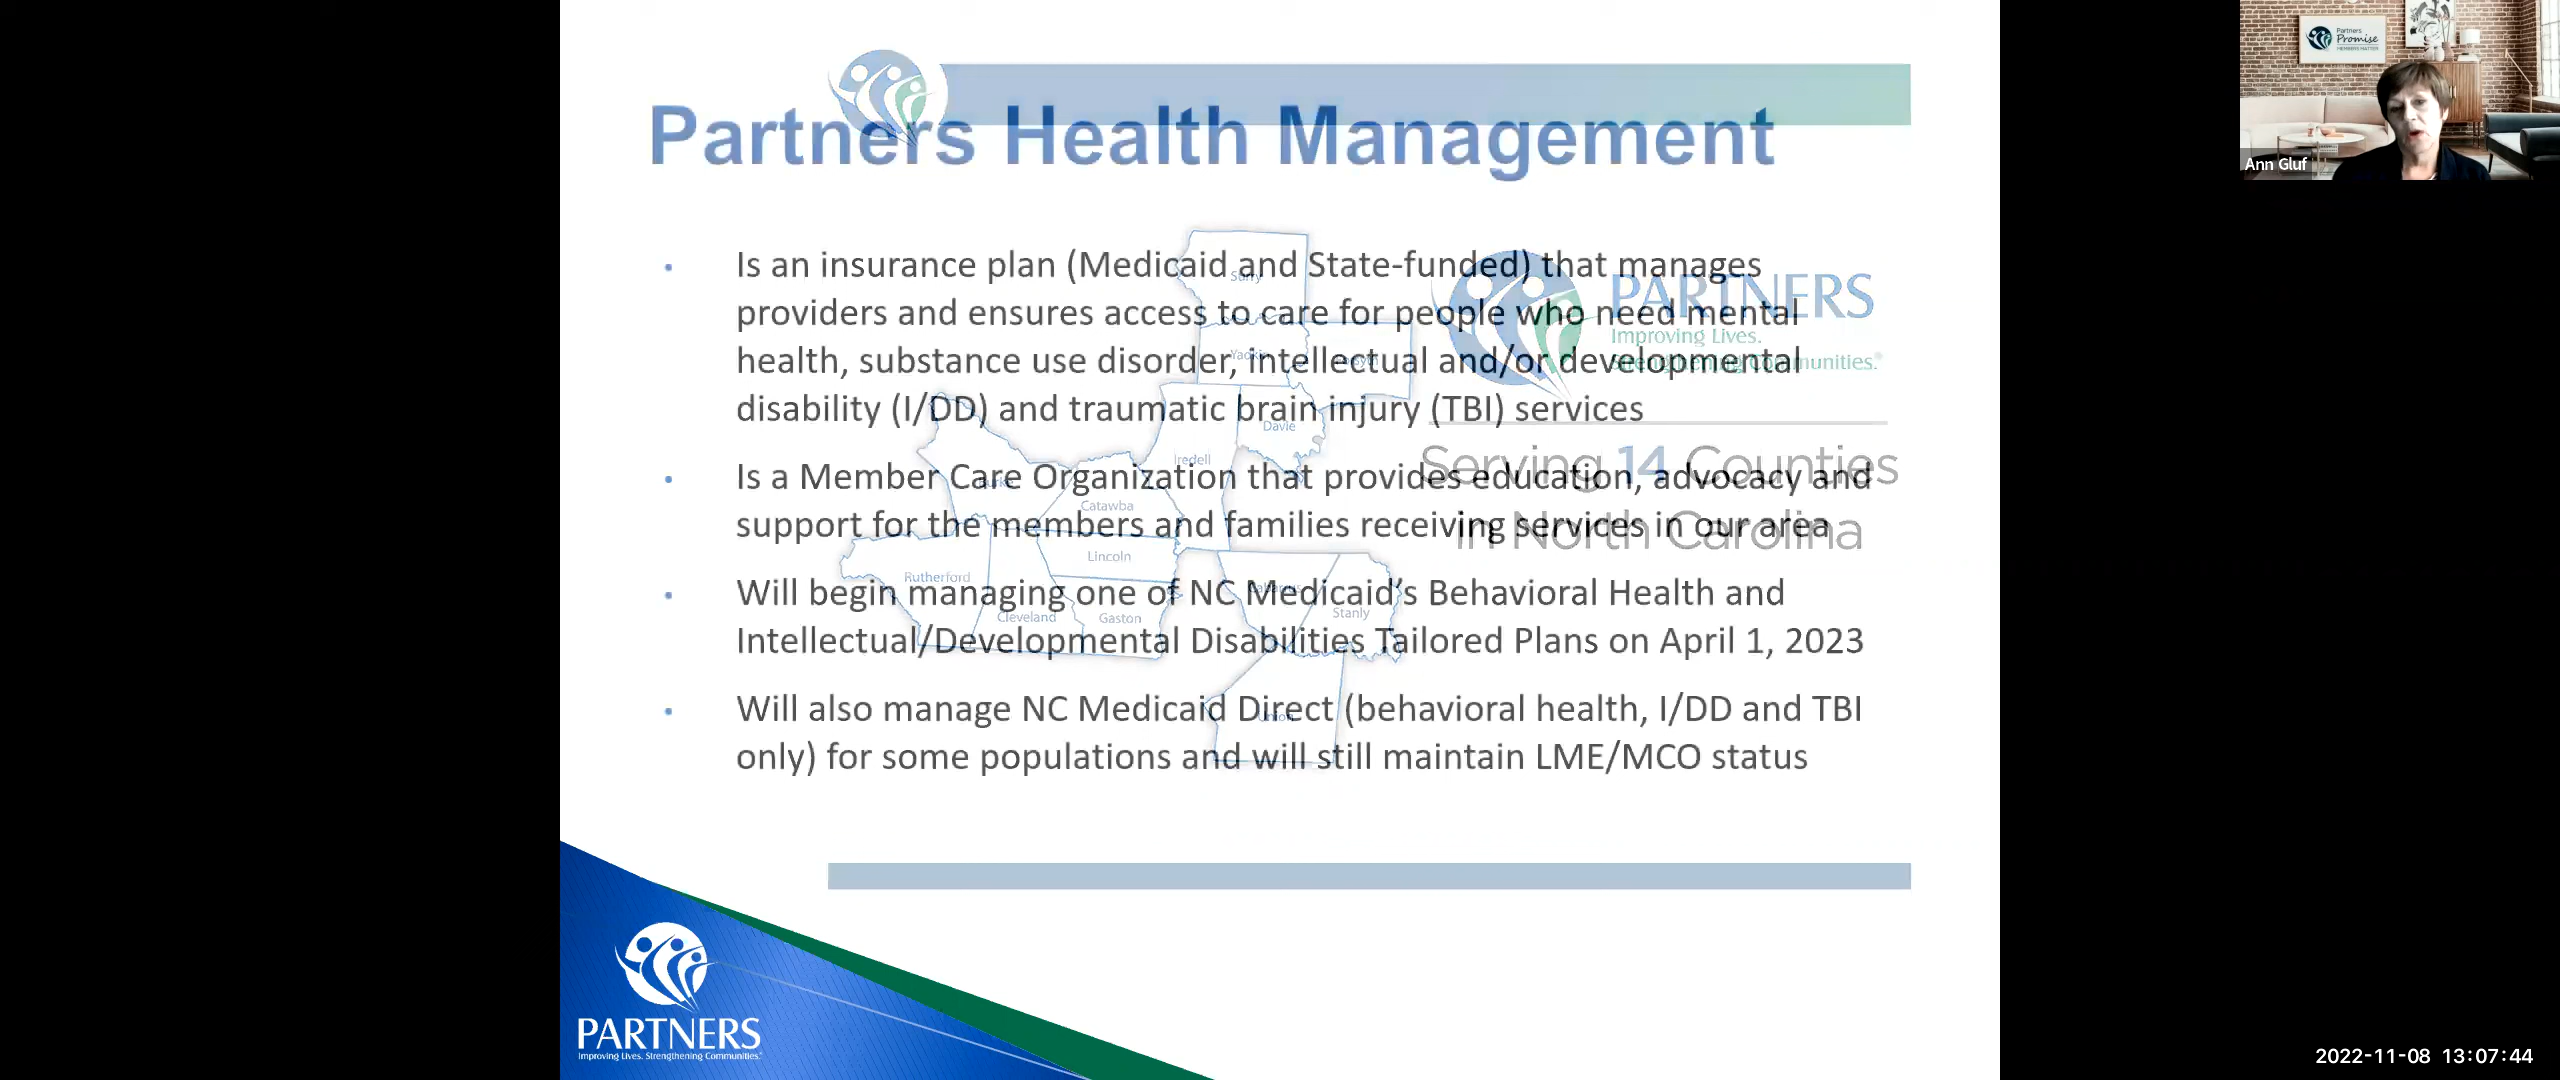 Partners Health Management
• Is an insurance plan (Medicaid and State-funded) that manages
providers and ensures access to care for people who need mental
health, substance use disorder, intellectual and/or developmental
disability (I/DD) and traumatic brain injury (TBI) services
• Is a Member Care Organization that provides education, advocacy and
support for the members and families receiving services in our area
• Will begin managing one of NC Medicaid’s Behavioral Health and
Intellectual/Developmental Disabilities Tailored Plans on April 1, 2023
• Will also manage NC Medicaid Direct (behavioral health, I/DD and TBI
only) for some populations and will still maintain LME/MCO status
PARTNERS
Improving Lives.
Strengthening Communities.®
Serving 14 Counties
in North Carolina
Surry
Yadkin
Forsyth
Davie
Iredell
Burke
Catawba
Lincoln
Rutherford
Cleveland
Gaston
Cabarrus
Stanly
Union
PARTNERS
Improving Lives. Strengthening Communities.
Partners
Promise
MEMBERS MATTER
Ann Gluf
2022-11-08 13:07:44